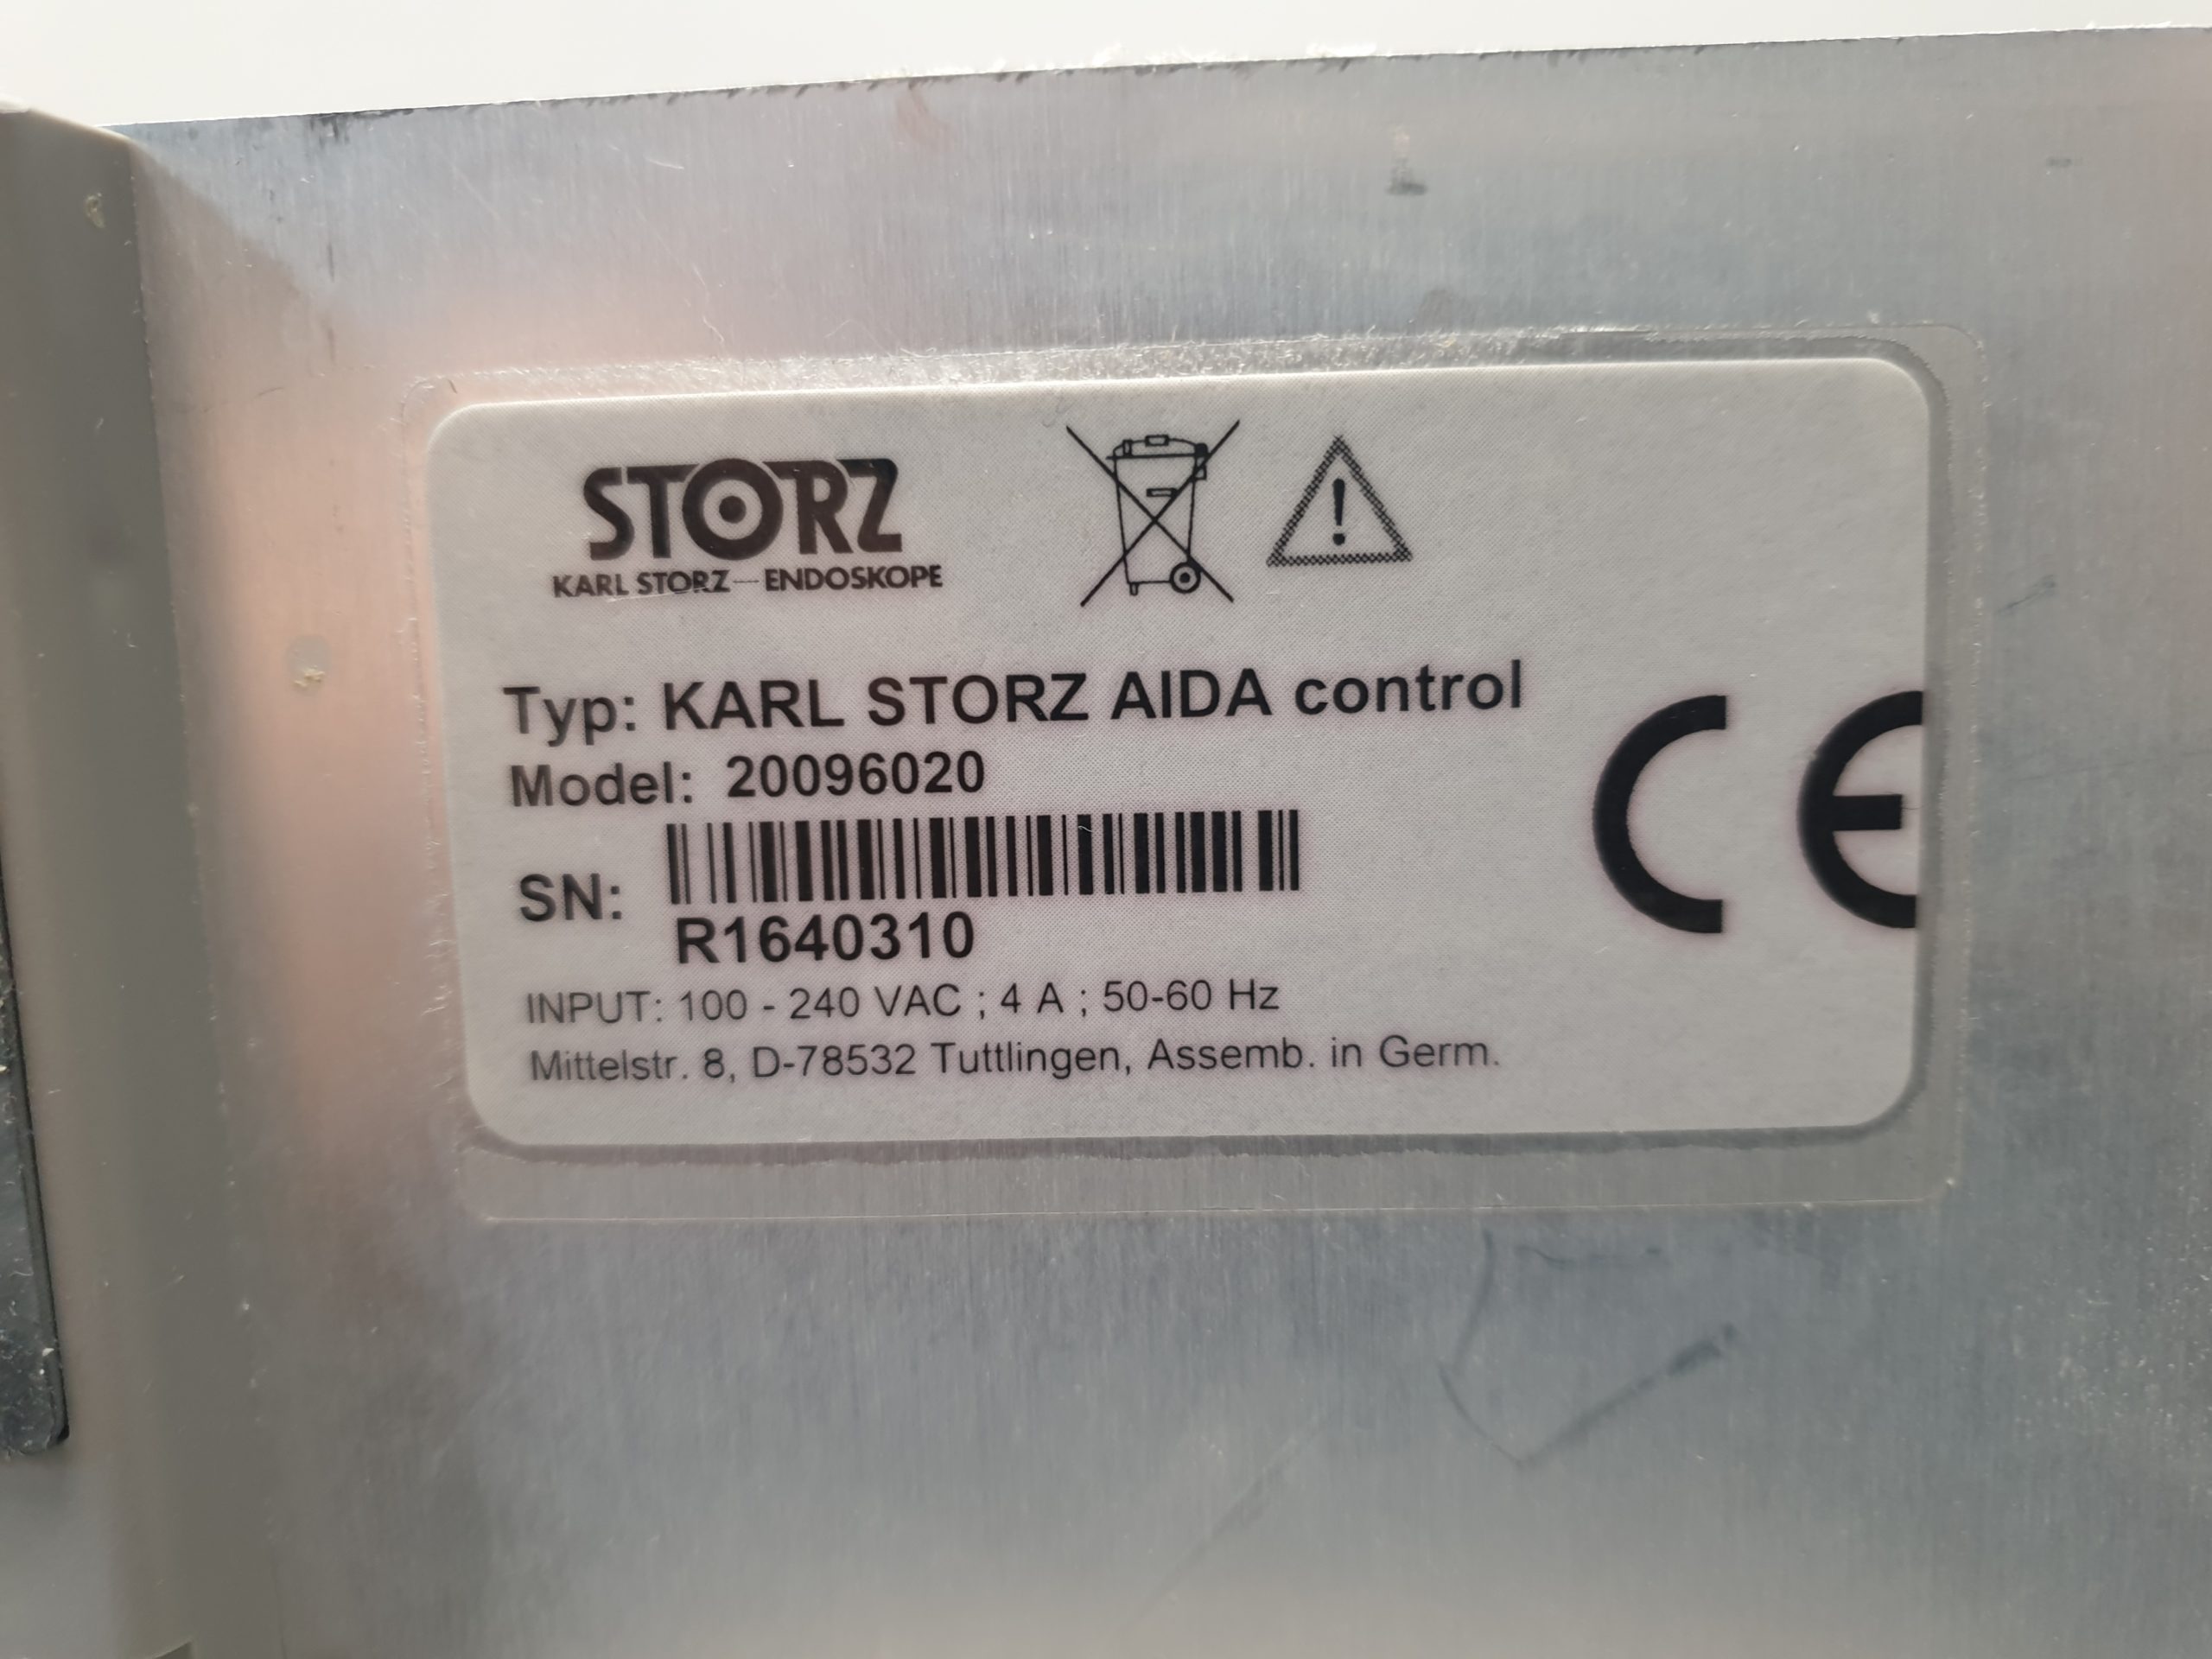 STORZ
KARL STORZ — ENDOSKOPE
Typ: KARL STORZ AIDA control
Model: 20096020
SN:
R1640310
CE
INPUT: 100 - 240 VAC ; 4 A ; 50-60 Hz
Mittelstr. 8, D-78532 Tuttlingen, Assemb. in Germ.